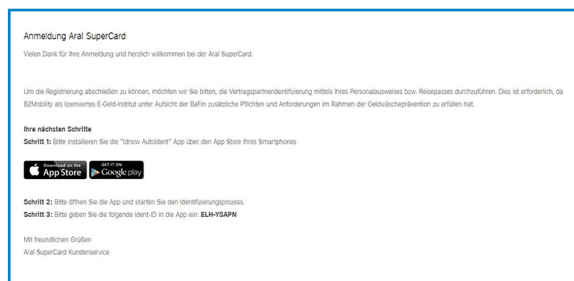 Anmeldung Aral SuperCard
Vielen Dank für Ihre Anmeldung und herzlich willkommen bei der Aral SuperCard.
Um die Registrierung abschließen zu können, möchten wir Sie bitten, die Vertragspartneridentifizierung mittels Ihres Personalausweises bzw. Reisepasses durchzuführen. Dies ist erforderlich, da
B2Mobility als lizensiertes E-Geld-Institut unter Aufsicht der BaFin zusätzliche Pflichten und Anforderungen im Rahmen der Geldwäscheprävention zu erfüllen hat.
Ihre nächsten Schritte
Schritt 1: Bitte installieren Sie die "Idnow AutoIdent" App über den App Store Ihres Smartphones
Download on the
App Store
GET IT ON
Google play
Schritt 2: Bitte öffnen Sie die App und starten Sie den Identifizierungsprozess.
Schritt 3: Bitte geben Sie die folgende Ident-ID in die App ein: ELH-YSAPN
Mit freundlichen Grüßen
Aral SuperCard Kundenservice